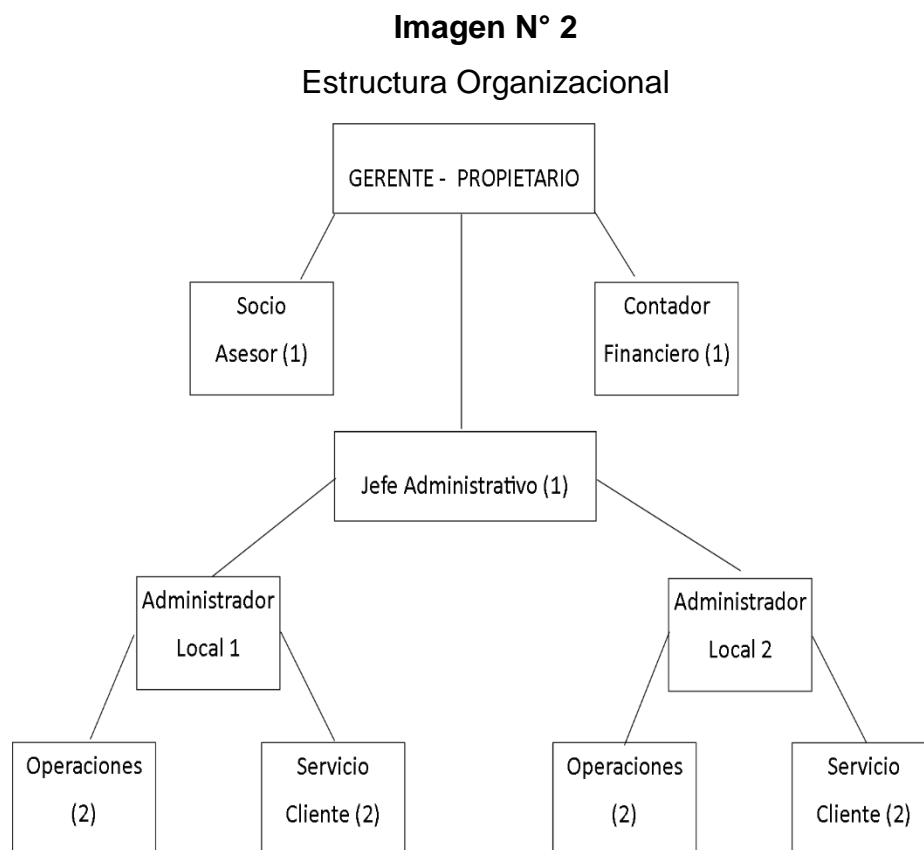 Imagen N° 2
Estructura Organizacional
GERENTE - PROPIETARIO
Socio
Asesor (1)
Contador
Financiero (1)
Jefe Administrativo (1)
Administrador
Local 1
Administrador
Local 2
Operaciones
(2)
Servicio
Cliente (2)
Operaciones
(2)
Servicio
Cliente (2)